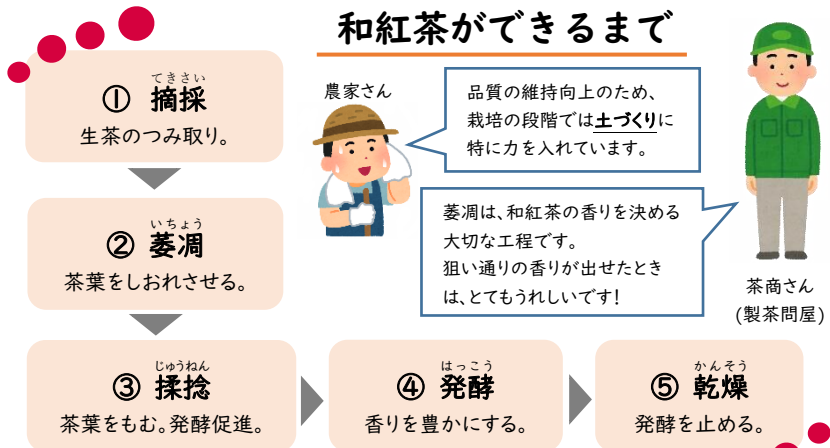 和紅茶ができるまで
てきさい
① 摘採
生茶のつみ取り。
農家さん
品質の維持向上のため、
栽培の段階では土づくりに
特に力を入れています。
いちょう
② 萎凋
茶葉をしおれさせる。
萎凋は、和紅茶の香りを決める
大切な工程です。
狙い通りの香りが出せたとき
は、とてもうれしいです!
茶商さん
(製茶問屋)
じゅうねん
③ 揉捻
茶葉をもむ。発酵促進。
はっこう
④ 発酵
香りを豊かにする。
かんそう
⑤ 乾燥
発酵を止める。